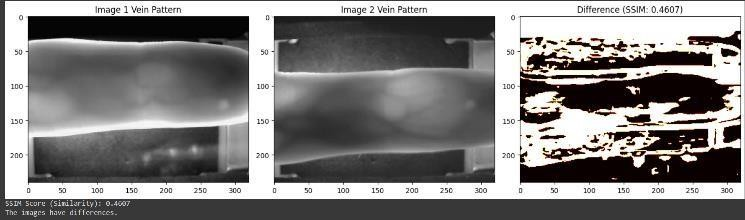 Image 1 Vein Pattern
Image 2 Vein Pattern
Difference (SSIM: 0.4607)
0
50
100
150
200
0 50 100 150 200 250 300
0
50
100
150
200
0 50 100 150 200 250 300
0
50
100
150
200
0 50 100 150 200 250 300
SSIM Score (Similarity): 0.4607
The images have differences.